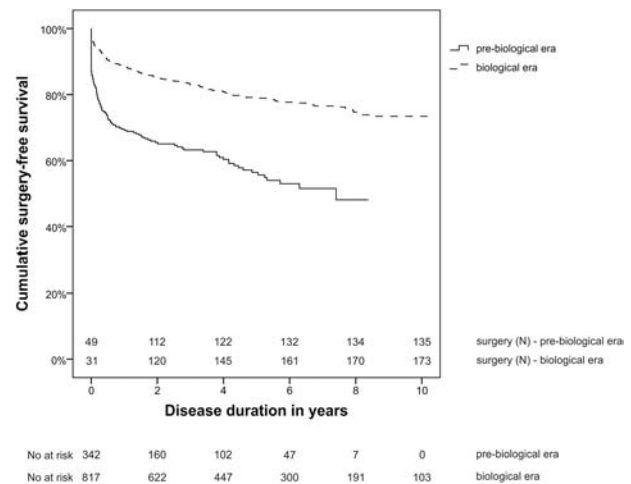 100%
80%
60%
40%
20%
0%
Cumulative surgery-free survival
pre-biological era
biological era
49 112 122 132 134 135 surgery (N) - pre-biological era
31 120 145 161 170 173 surgery (N) - biological era
0 2 4 6 8 10
Disease duration in years
No at risk 342 160 102 47 7 0 pre-biological era
No at risk 817 622 447 300 191 103 biological era